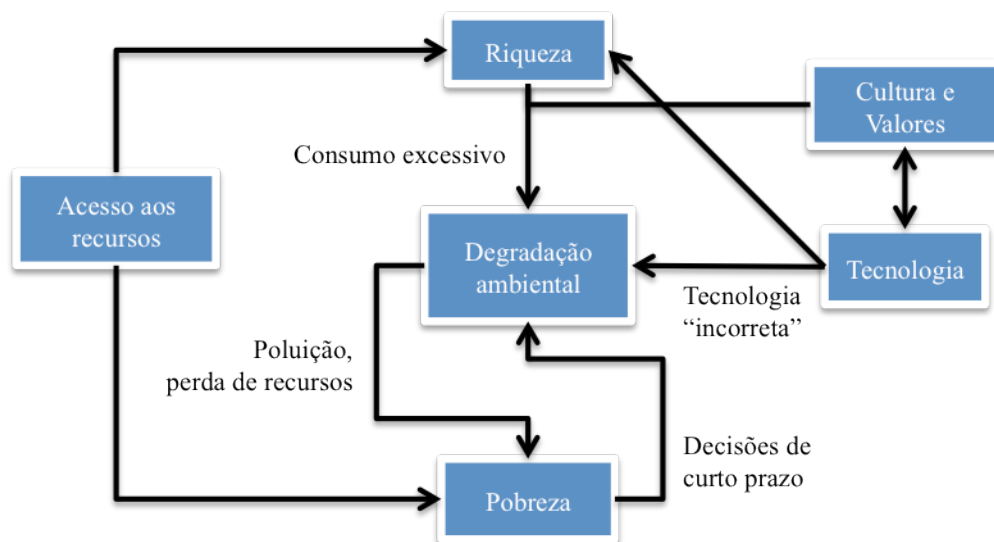 Riqueza
Cultura e
Valores
Consumo excessivo
Acesso aos
recursos
Degradação
ambiental
Tecnologia
Tecnologia
“incorreta”
Poluição,
perda de recursos
Decisões de
curto prazo
Pobreza